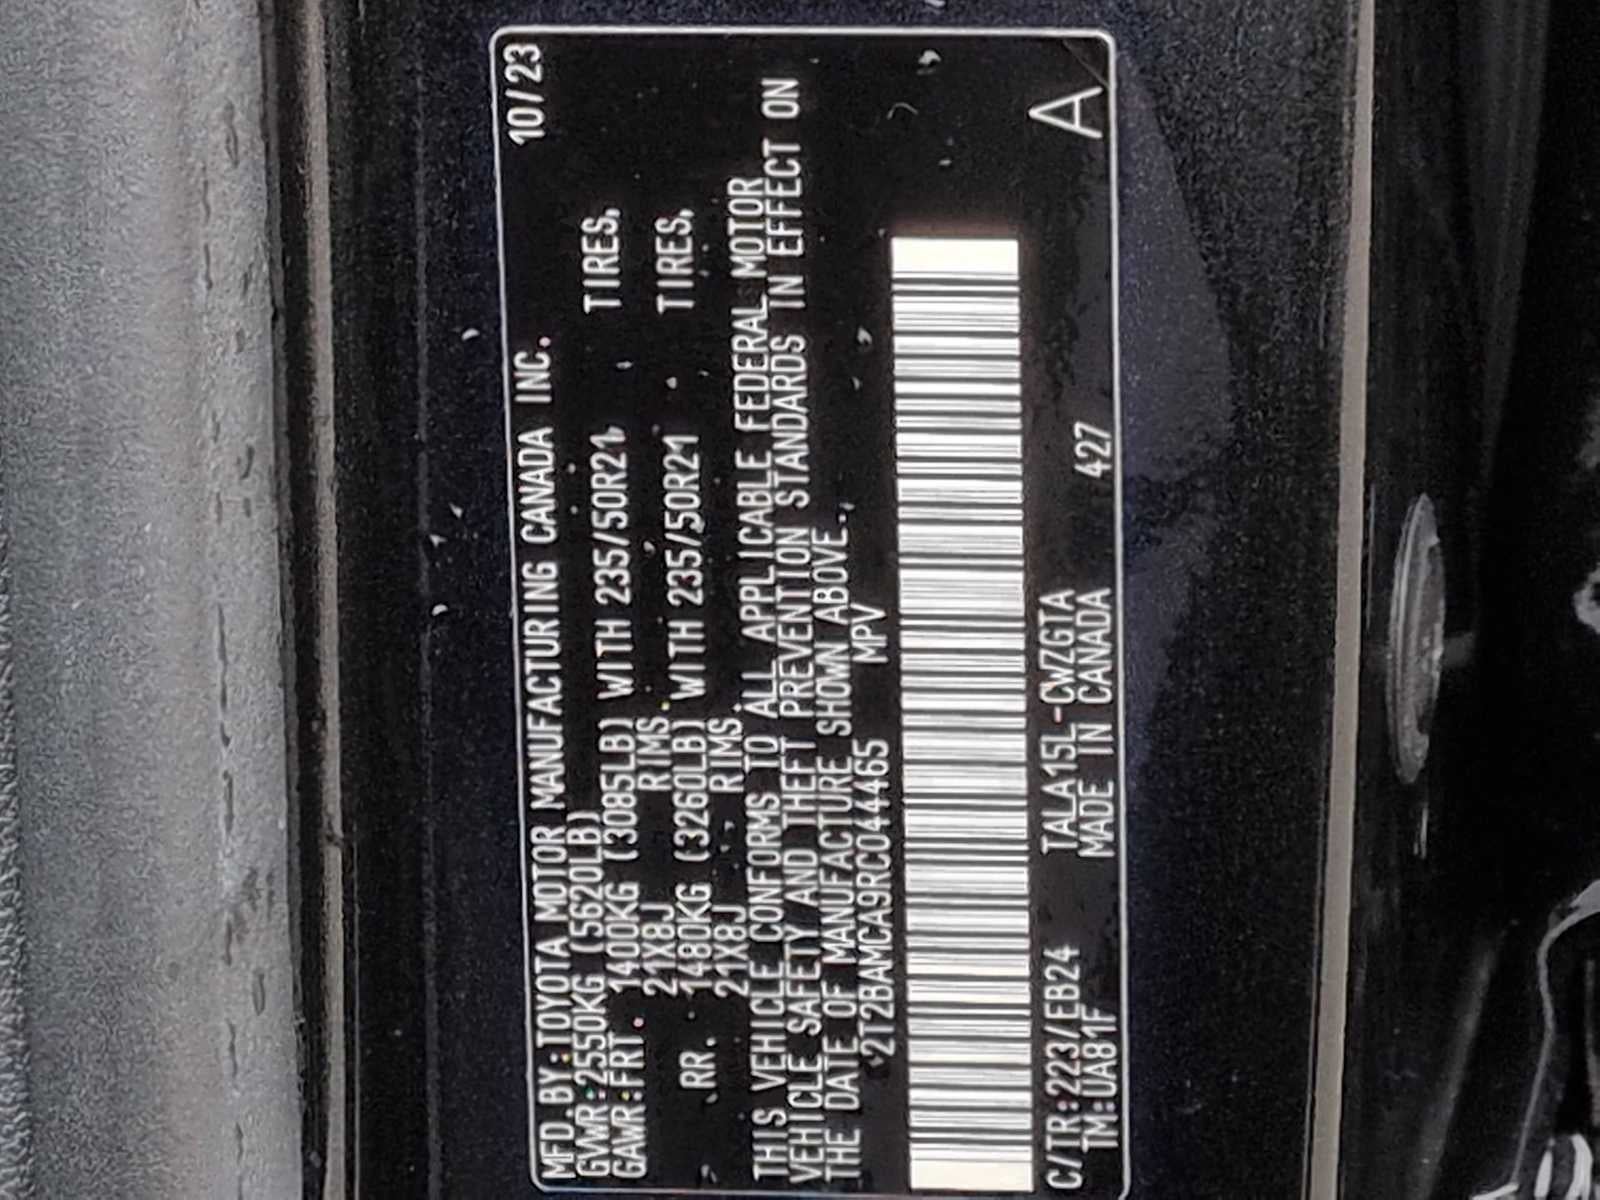 MFD.BY:TOYOTA MOTOR MANUFACTURING CANADA INC. 10/23
GVWR:2550KG (5620LB)
GAWR:FRT. 1400KG (3085LB) WITH 235/50R21 TIRES,
21X8J RIMS.
RR. 1480KG (3260LB) WITH 235/50R21 TIRES,
21X8J RIMS.
THIS VEHICLE CONFORMS TO ALL APPLICABLE FEDERAL MOTOR
VEHICLE SAFETY AND THEFT PREVENTION STANDARDS IN EFFECT ON
THE DATE OF MANUFACTURE SHOWN ABOVE.
2T2BAMCA9RC044465 MPV
C/TR:223/EB24 TALA15L-CWZGTA A
TM:UA81F MADE IN CANADA 427